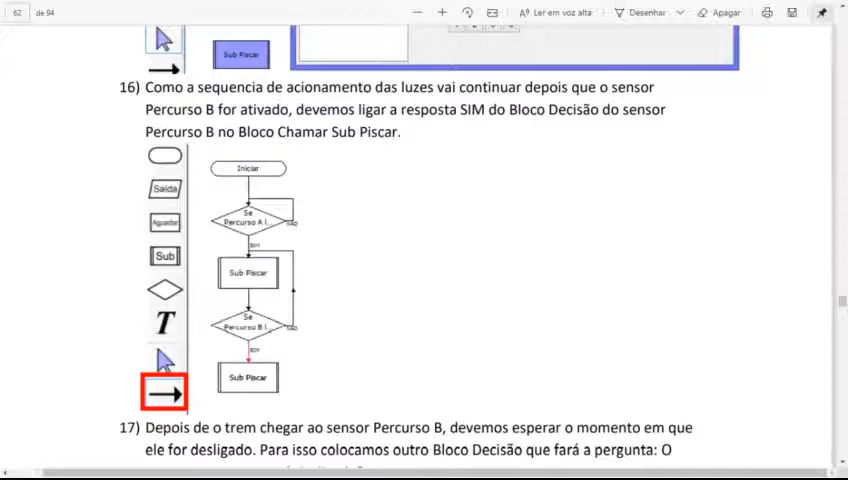 62 de 94 Ler em voz alta Desenhar Apagar
Sub Piscar
16) Como a sequencia de acionamento das luzes vai continuar depois que o sensor
Percurso B for ativado, devemos ligar a resposta SIM do Bloco Decisão do sensor
Percurso B no Bloco Chamar Sub Piscar.
Saída
Aguardar
Sub
T
Iniciar
Se
Percurso A l...
NÃO
SIM
Sub Piscar
Se
Percurso B l...
NÃO
SIM
Sub Piscar
17) Depois de o trem chegar ao sensor Percurso B, devemos esperar o momento em que
ele for desligado. Para isso colocamos outro Bloco Decisão que fará a pergunta: O